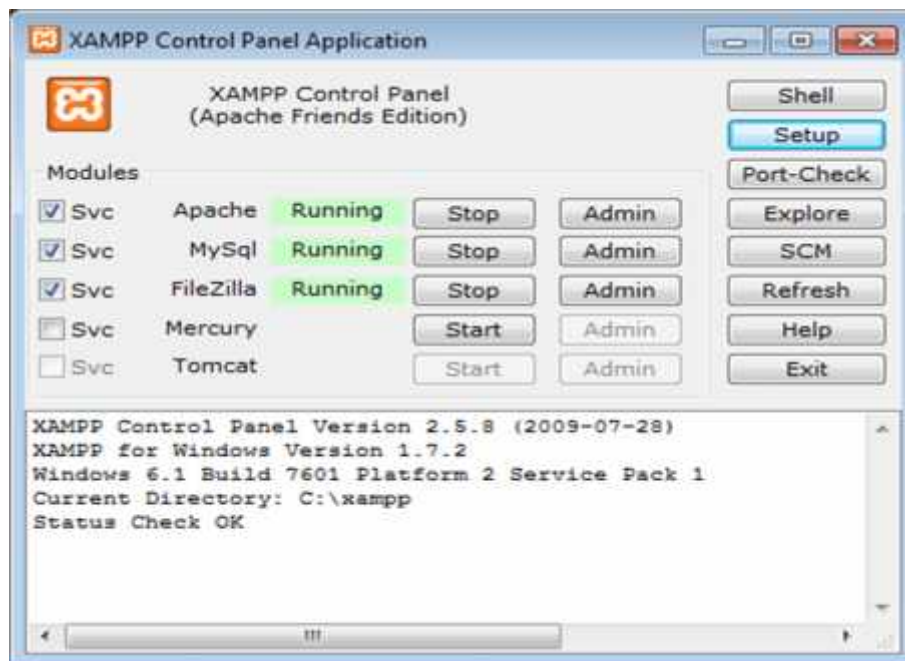 XAMPP Control Panel Application
XAMPP Control Panel
(Apache Friends Edition)
Shell
Setup
Modules
Port-Check
Svc Apache Running Stop Admin Explore
Svc MySql Running Stop Admin SCM
Svc FileZilla Running Stop Admin Refresh
Svc Mercury Start Admin Help
Svc Tomcat Start Admin Exit
XAMPP Control Panel Version 2.5.8 (2009-07-28)
XAMPP for Windows Version 1.7.2
Windows 6.1 Build 7601 Platform 2 Service Pack 1
Current Directory: C:\xampp
Status Check OK